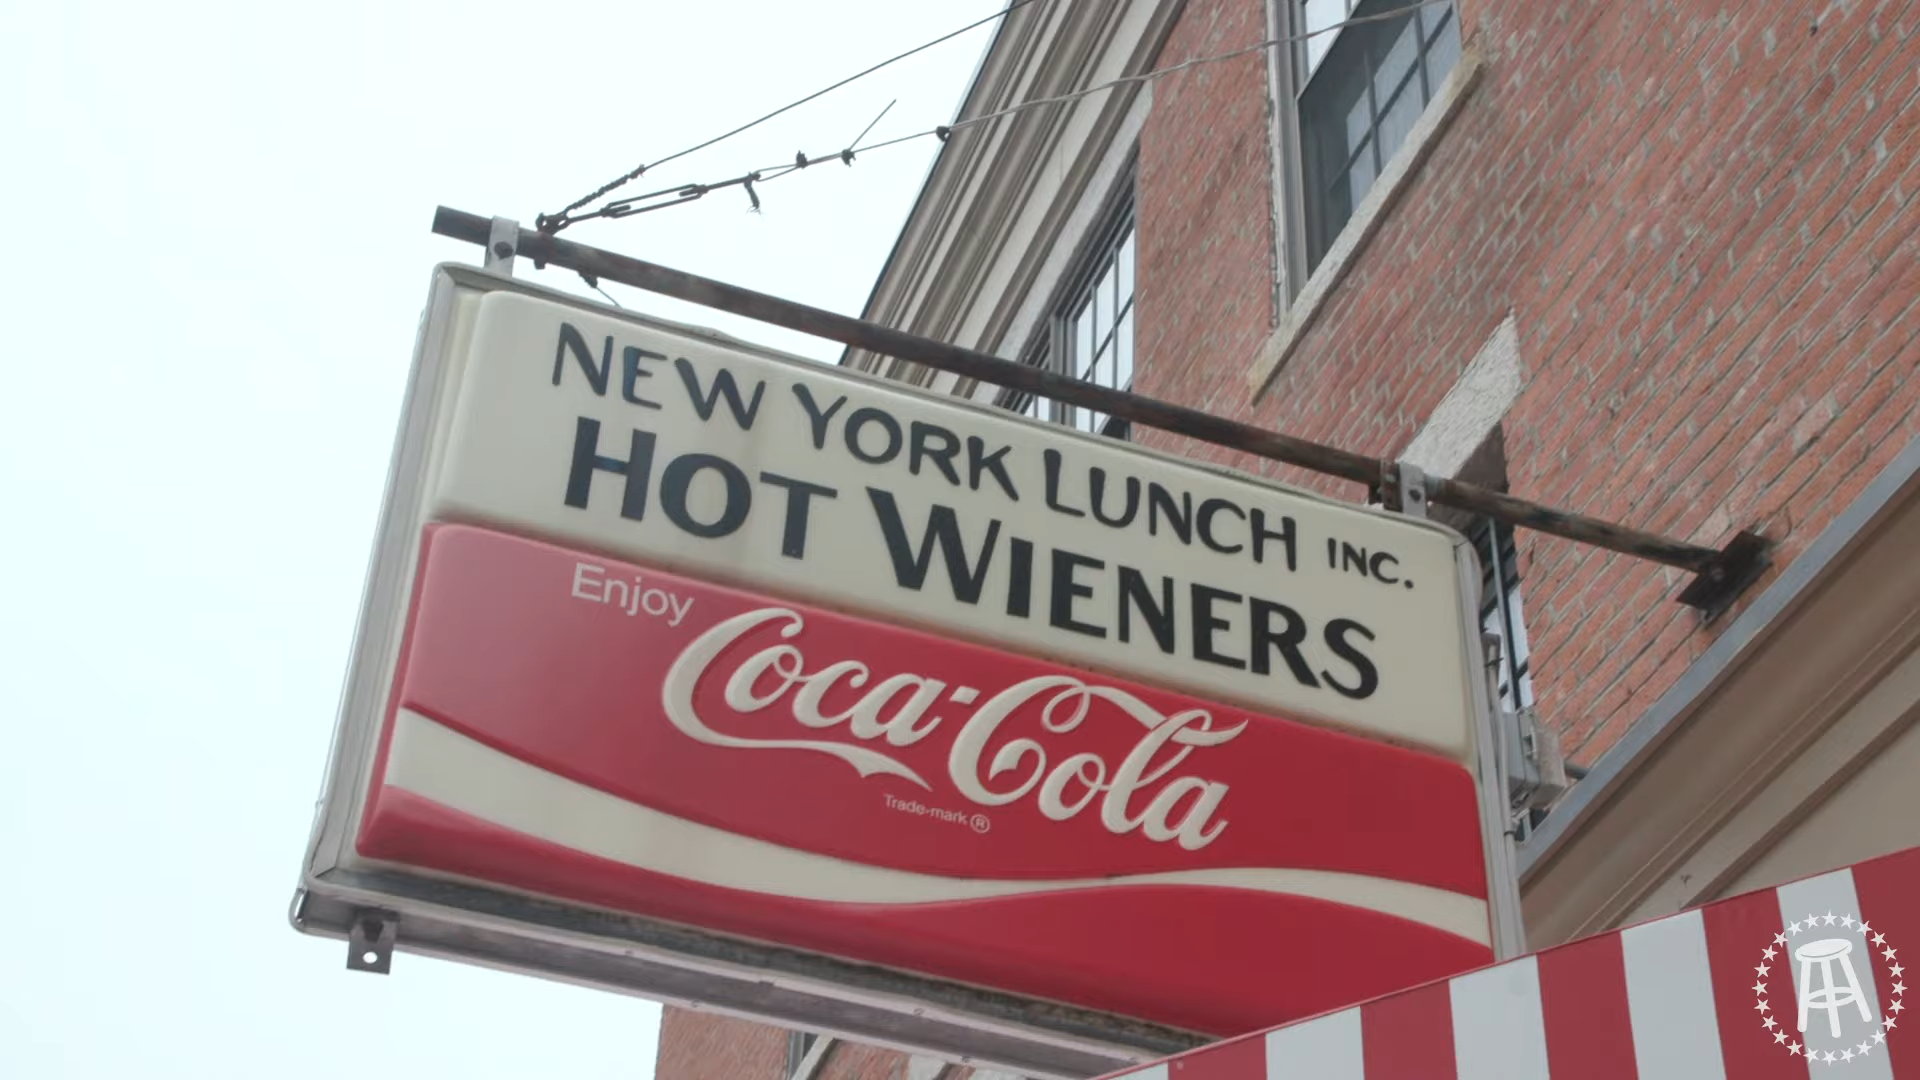 NEW YORK LUNCH INC.
HOT WIENERS
Enjoy
Coca-Cola
Trade-mark ®